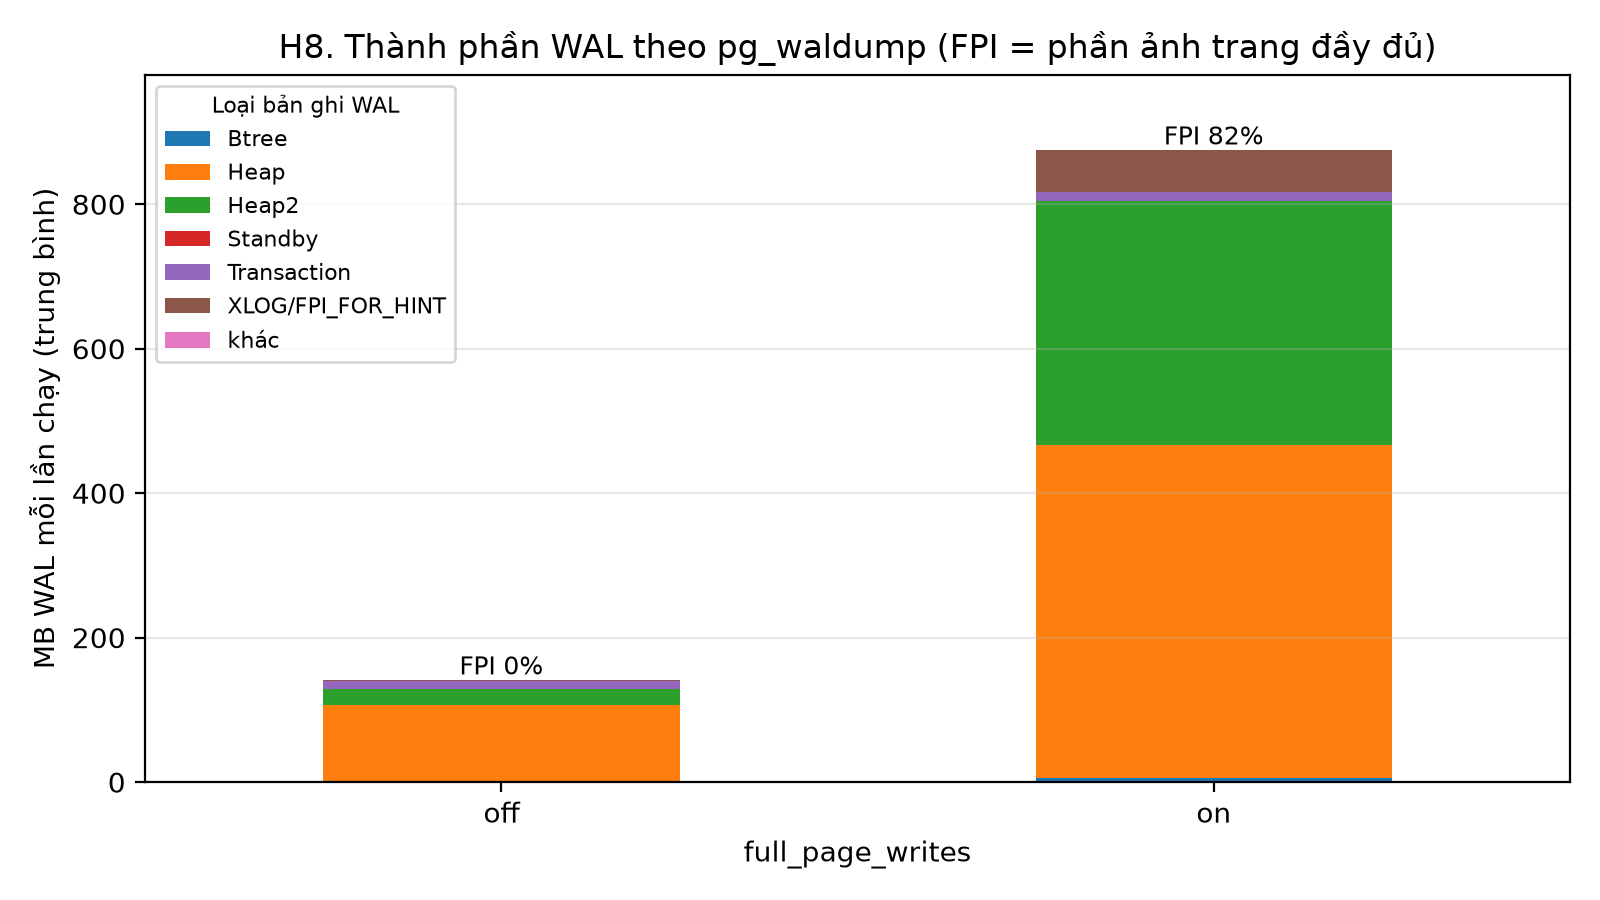 H8. Thành phần WAL theo pg_waldump (FPI = phần ảnh trang đầy đủ)
MB WAL mỗi lần chạy (trung bình)
800
600
400
200
0
Loại bản ghi WAL
Btree
Heap
Heap2
Standby
Transaction
XLOG/FPI_FOR_HINT
khác
FPI 0%
FPI 82%
off
on
full_page_writes